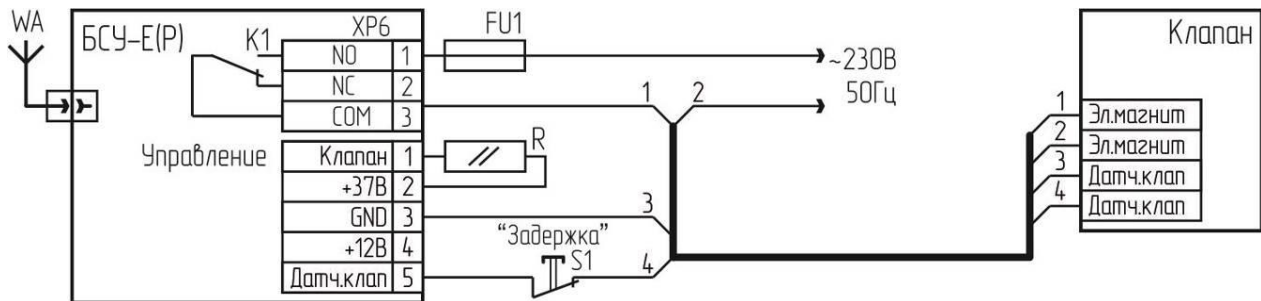 WA
БСУ-Е(Р)
К1
ХР6
NO 1
NC 2
COM 3
FU1
~230В
50Гц
1
2
Управление
Клапан 1
+37В 2
GND 3
+12В 4
Датч.клап 5
R
3
"Задержка"
S1
4
Клапан
1 Эл.магнит
2 Эл.магнит
3 Датч.клап
4 Датч.клап